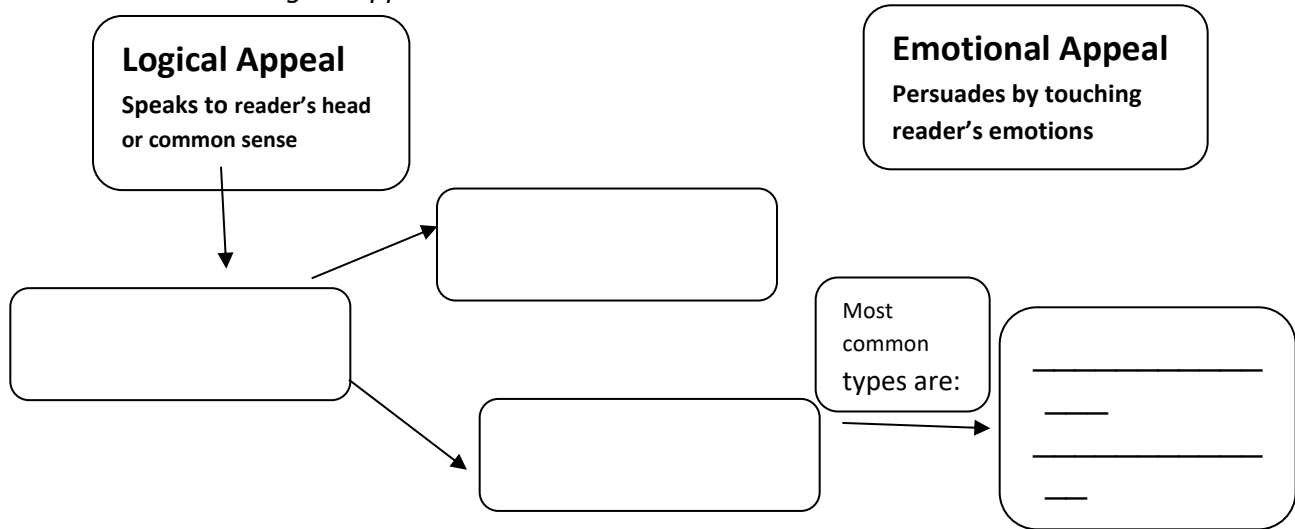 Logical Appeal
Speaks to reader's head
or common sense
Emotional Appeal
Persuades by touching
reader's emotions
Most
common
types are: